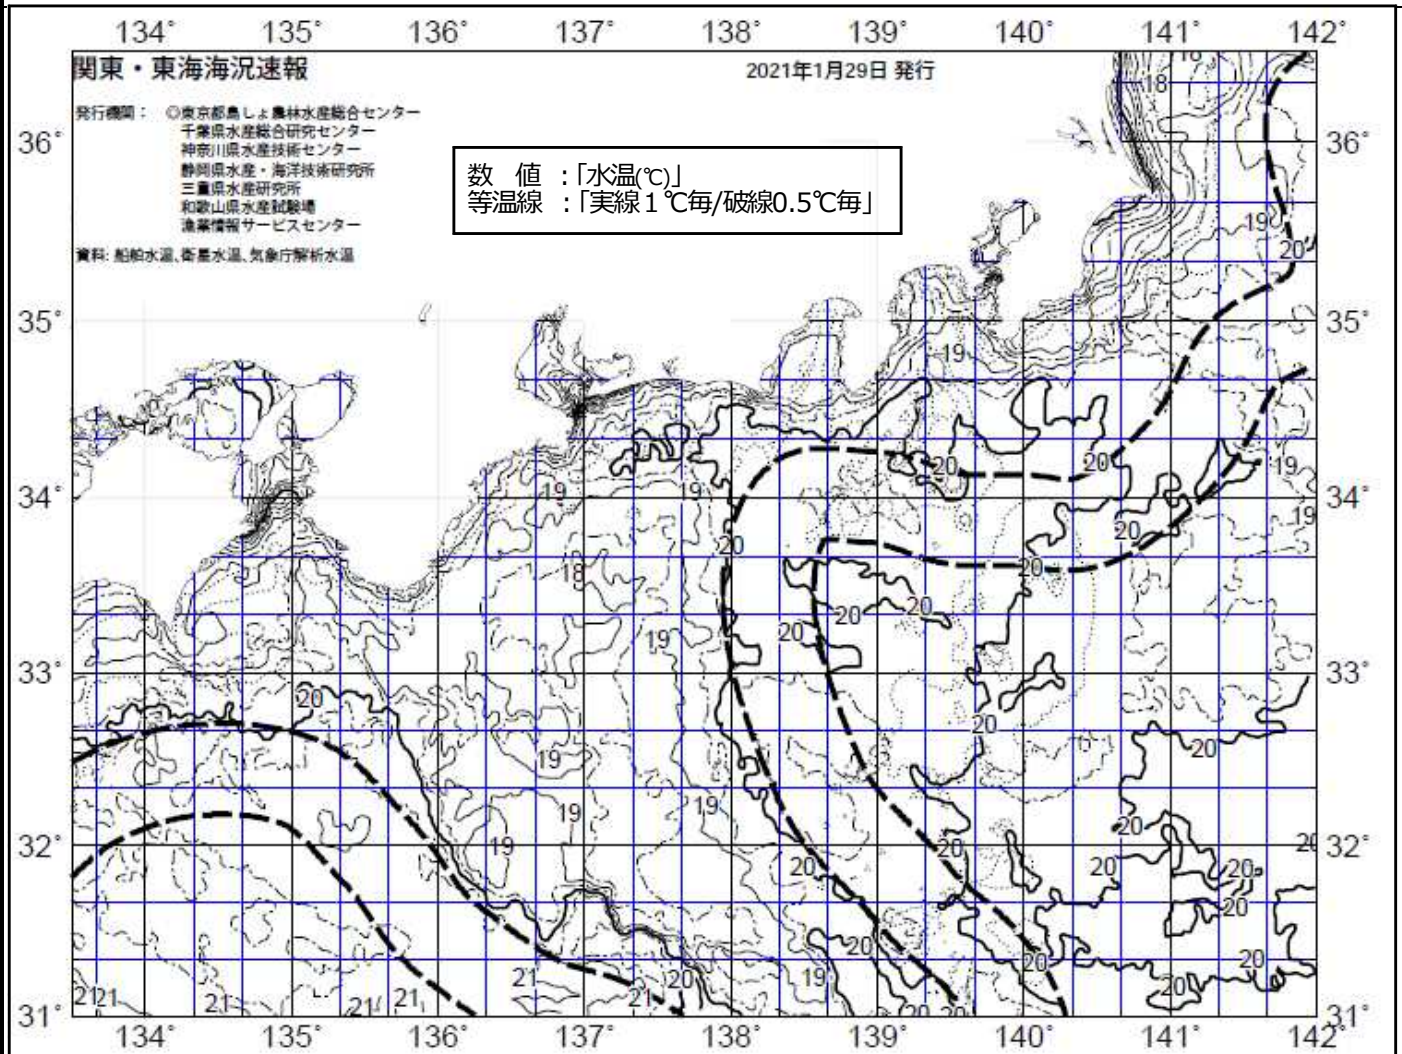 134° 135° 136° 137° 138° 139° 140° 141° 142°
関東・東海海況速報
2021年1月29日 発行
発行機関： ◎東京都島しょ農林水産総合センター
千葉県水産総合研究センター
神奈川県水産技術センター
静岡県水産・海洋技術研究所
三重県水産研究所
和歌山県水産試験場
漁業情報サービスセンター
資料: 船舶水温、衛星水温、気象庁解析水温
数 値 ：「水温(℃)」
等温線 ：「実線１℃毎/破線0.5℃毎」
18
36° 36°
19
20
35° 35°
19
20 20 19
34° 19 19 34°
19
20 20
18 20
20 20
19 20
33° 33°
20
20
20
19
19 19
20
32° 19 20 20 32°
20 20 20
20
20
20 20
19 20
21 21 21 21 21 21 20
20
31° 20 20 31°
134° 135° 136° 137° 138° 139° 140° 141° 142°